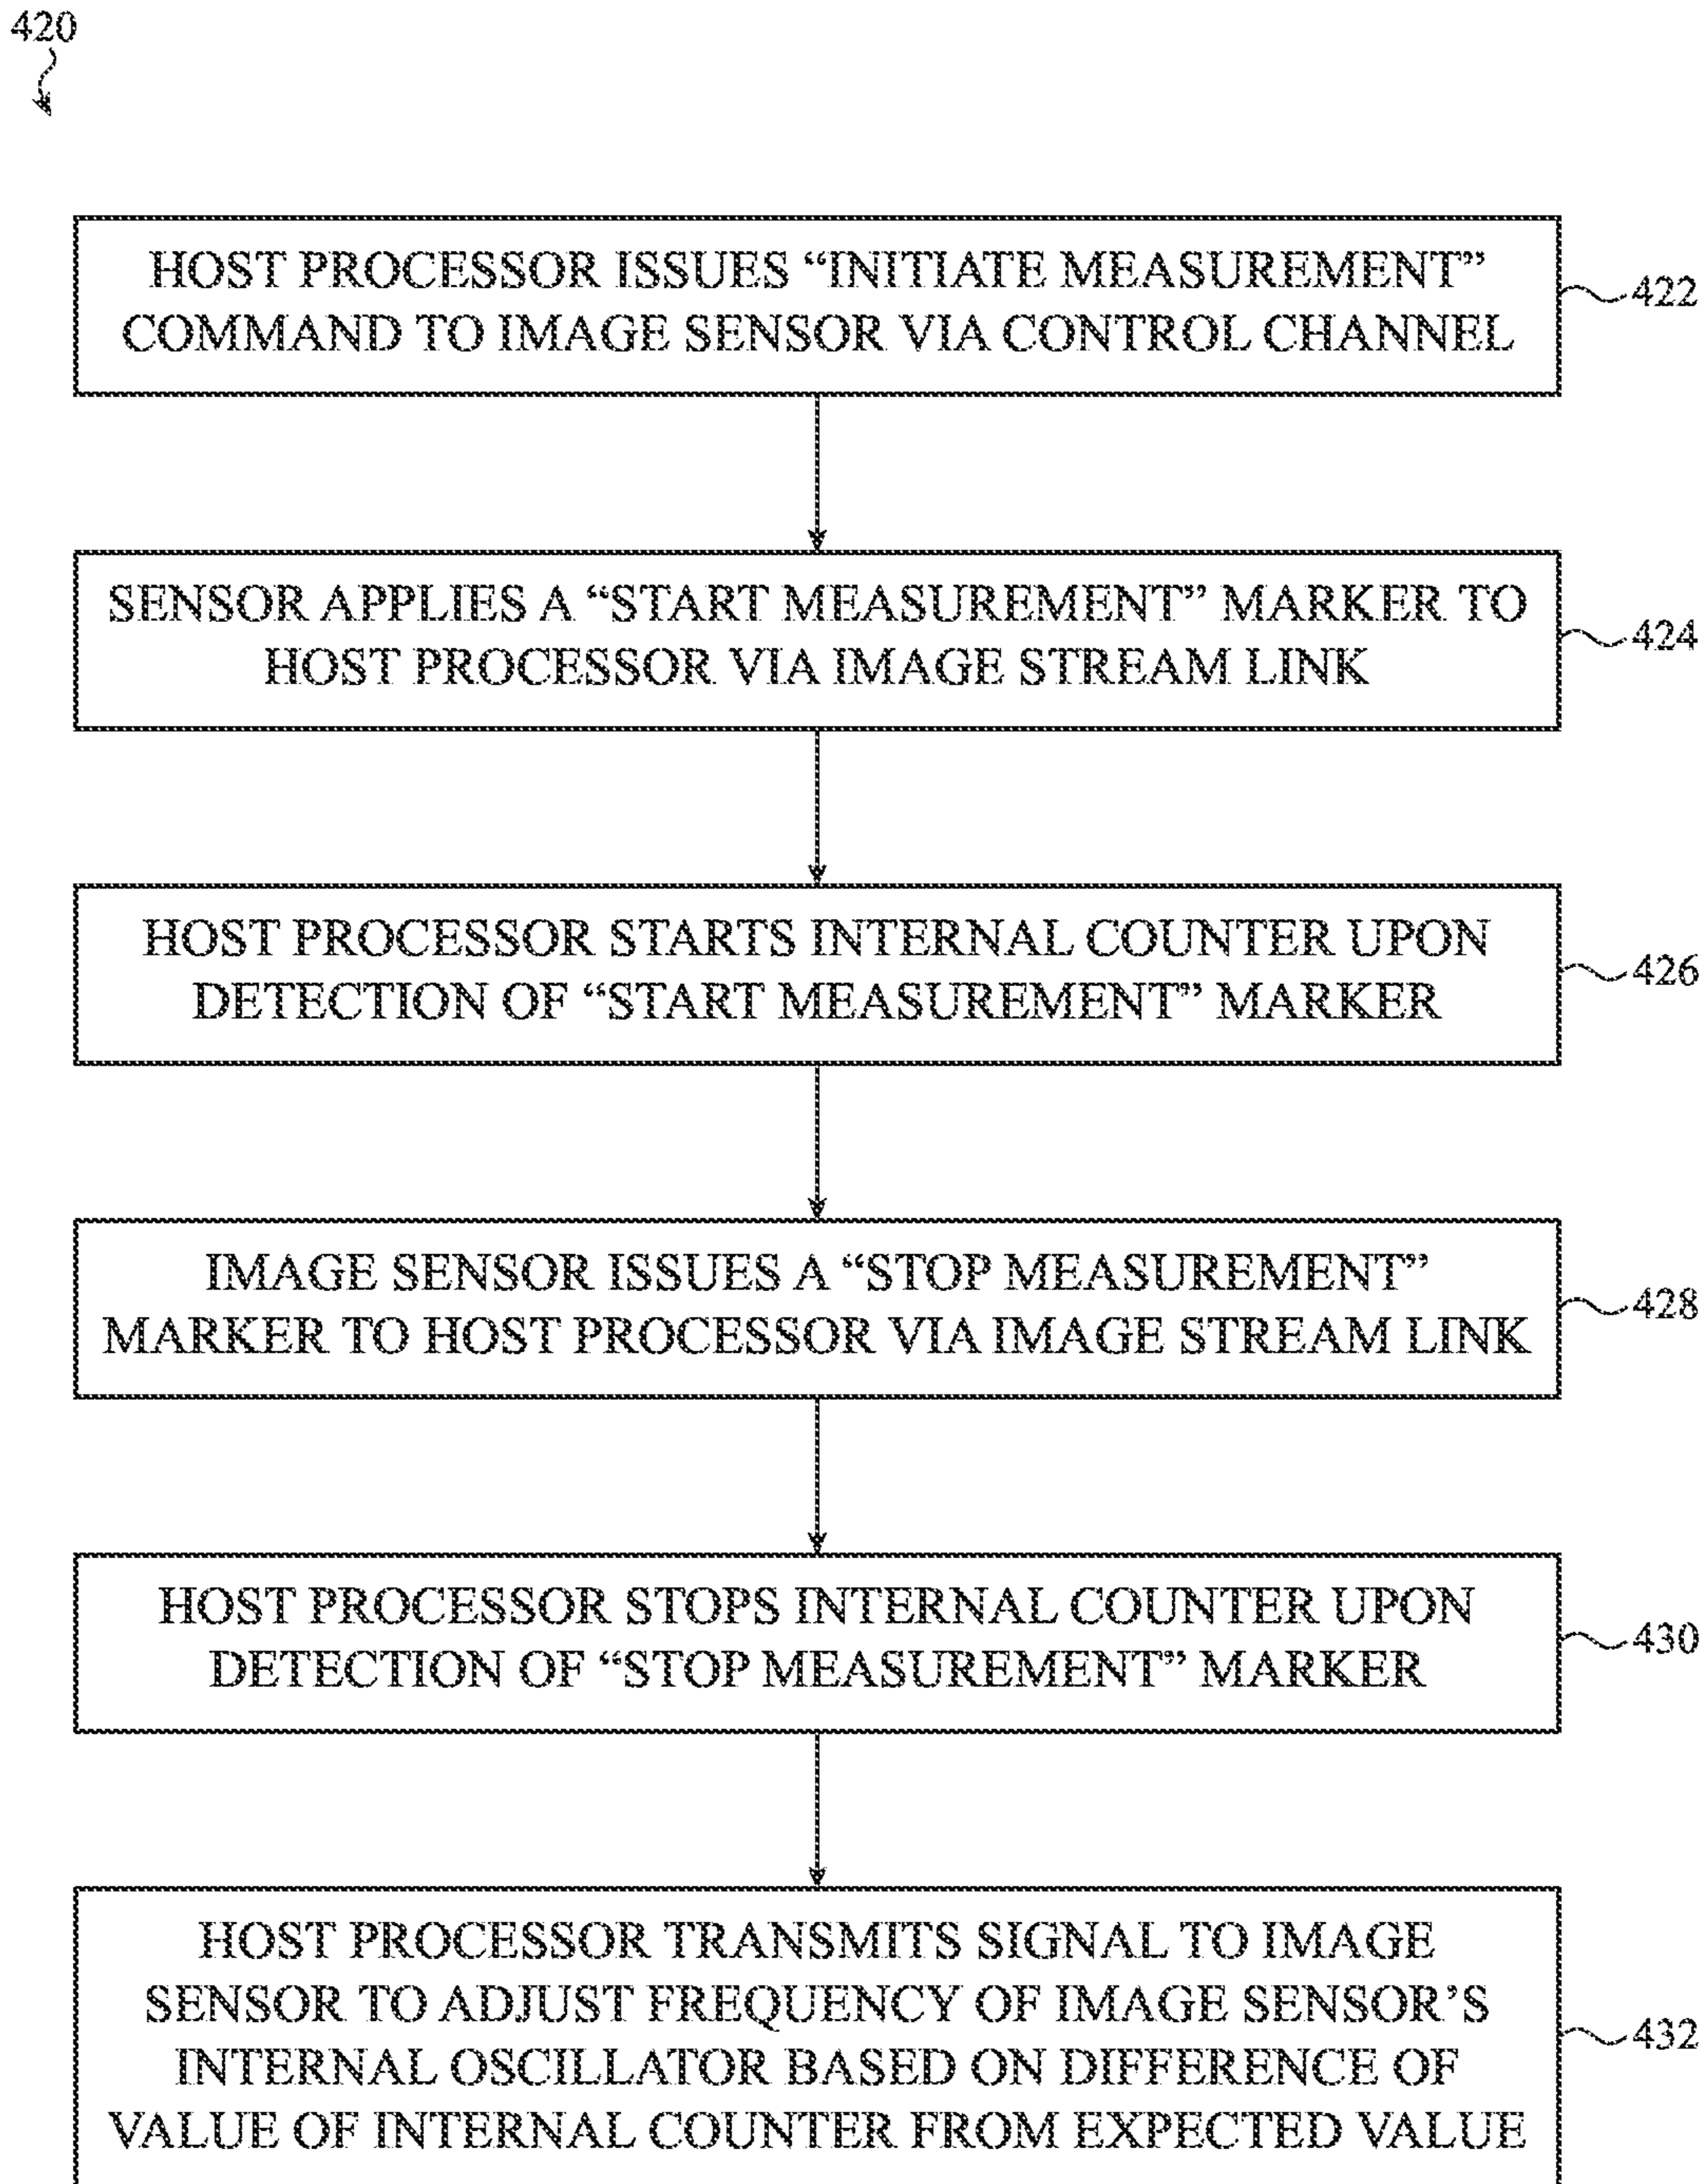 420
HOST PROCESSOR ISSUES “INITIATE MEASUREMENT”
COMMAND TO IMAGE SENSOR VIA CONTROL CHANNEL
422
SENSOR APPLIES A “START MEASUREMENT” MARKER TO
HOST PROCESSOR VIA IMAGE STREAM LINK
424
HOST PROCESSOR STARTS INTERNAL COUNTER UPON
DETECTION OF “START MEASUREMENT” MARKER
426
IMAGE SENSOR ISSUES A “STOP MEASUREMENT”
MARKER TO HOST PROCESSOR VIA IMAGE STREAM LINK
428
HOST PROCESSOR STOPS INTERNAL COUNTER UPON
DETECTION OF “STOP MEASUREMENT” MARKER
430
HOST PROCESSOR TRANSMITS SIGNAL TO IMAGE
SENSOR TO ADJUST FREQUENCY OF IMAGE SENSOR’S
INTERNAL OSCILLATOR BASED ON DIFFERENCE OF
VALUE OF INTERNAL COUNTER FROM EXPECTED VALUE
432